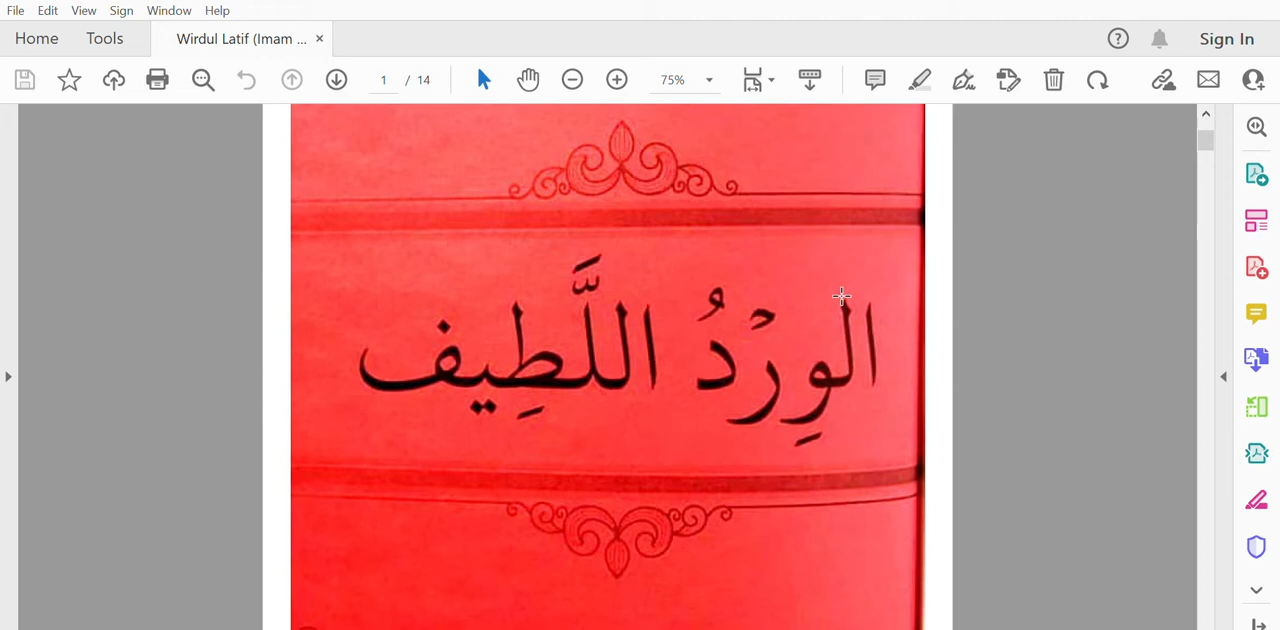 File Edit View Sign Window Help
Home Tools Wirdul Latif (Imam ... × ? Sign In
1 / 14 75%
الوِرْدُ اللَّطِيف